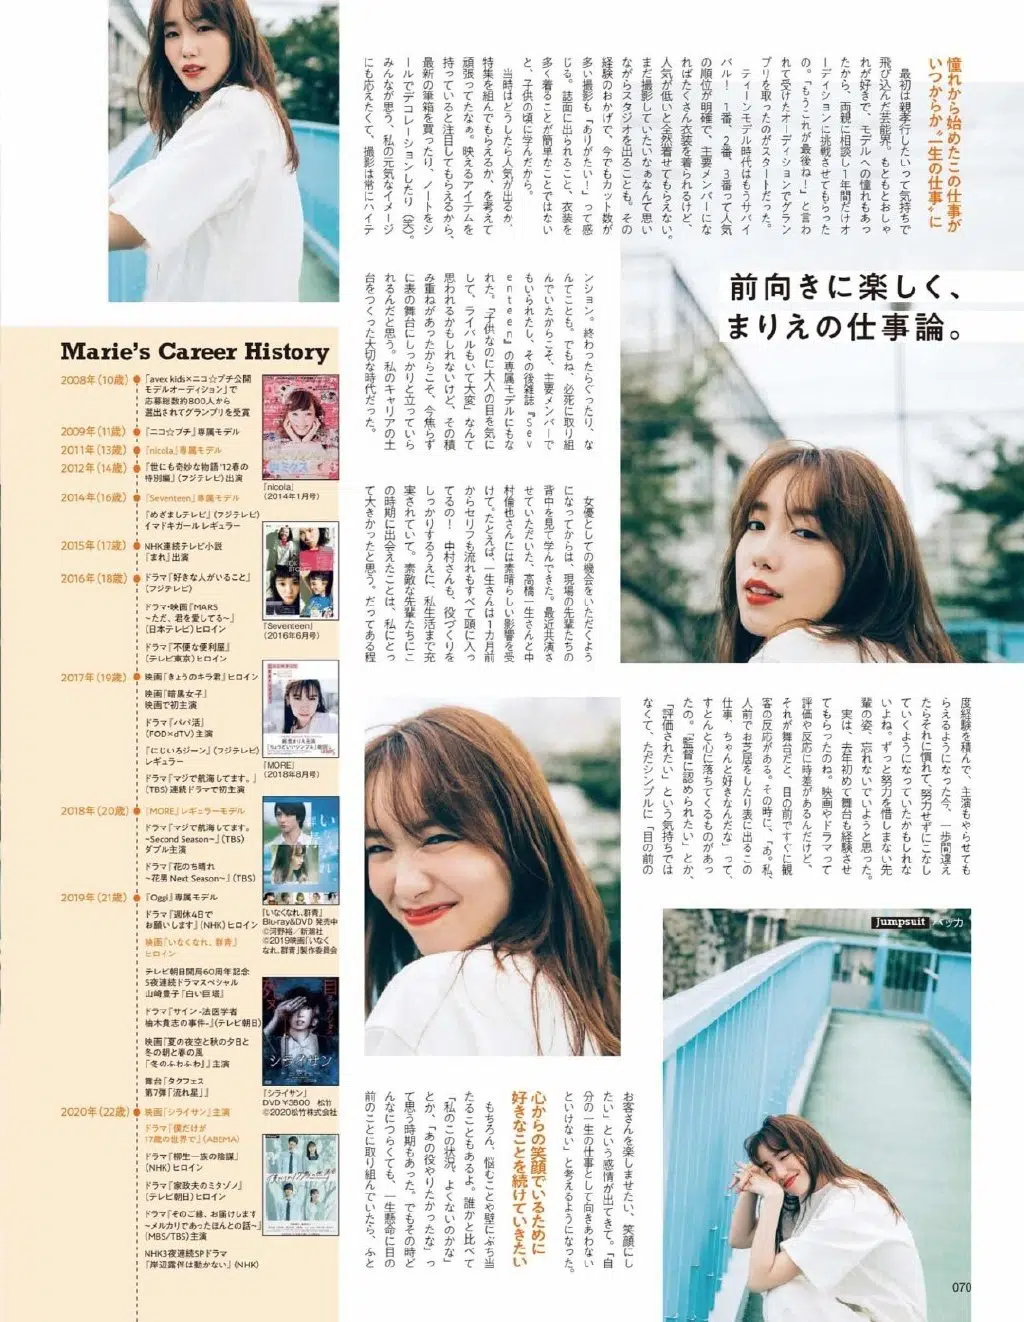 憧れから始めたこの仕事が
いつからか“一生の仕事”に
最初は親孝行したいって気持ちで
飛び込んだ芸能界。もともとおしゃ
れが好きで、モデルへの憧れもあっ
たから、両親に相談し1年間だけオ
ーディションに挑戦させてもらった
の。「もうこれが最後ね！」と言わ
れて受けたオーディションでグラン
プリを取ったのがスタートだった。
ティーンモデル時代はもうサバイ
バル！　1番、2番、3番って人気
の順位が明確で、主要メンバーにな
ればたくさん衣装を着られるけど、
人気が低いと全然着せてもらえない。
まだ撮影していたいなぁなんて思い
ながらスタジオを出ることも。その
経験のおかげで、今でもカット数が
多い撮影も「ありがたい！」って感
じる。誌面に出られること、衣装を
多く着ることが簡単なことではない
と、子供の頃に学んだから。
当時はどうしたら人気が出るか、
特集を組んでもらえるか、を考えて
頑張ってたなぁ。映えるアイテムを
持っていると注目してもらえるから、
最新の筆箱を買ったり、ノートをシ
ールでデコレーションしたり（笑）。
みんなが思う、私の元気なイメージ
にも応えたくて、撮影は常にハイテ
前向きに楽しく、
まりえの仕事論。
ンション。終わったらぐったり、な
んてことも。でもね、必死に取り組
んでいたからこそ、主要メンバーで
もいられたし、その後雑誌『Sev
enteen』の専属モデルにもな
れた。「子供なのに大人の目を気に
して、ライバルもいて大変」なんて
思われるかもしれないけど、その積
み重ねがあったからこそ、今焦らず
に表の舞台にしっかりと立っていら
れるんだと思う。私のキャリアの土
台をつくった大切な時代だった。
女優としての機会をいただくよう
になってからは、現場の先輩たちの
背中を見て学んできた。最近共演さ
せていただいた、高橋一生さんと中
村倫也さんには素晴らしい影響を受
けて。たとえば、一生さんは1カ月前
からセリフも流れもすべて頭に入っ
てるの！　中村さんも、役づくりを
しっかりするうえに、私生活まで充
実されていて。素敵な先輩たちにこ
の時期に出会えたことは、私にとっ
て大きかったと思う。だってある程
度経験を積んで、主演もやらせても
らえるようになった今、一歩間違え
たらそれに慣れて、努力せずにこなし
ていくようになっていたかもしれな
いよね。ずっと努力を惜しまない先
輩の姿、忘れないでいようと思った。
実は、去年初めて舞台も経験させ
てもらったのね。映画やドラマって
評価や反応に時差があるんだけど、
それが舞台だと、目の前ですぐに観
客の反応がある。その時に、「あ。私、
人前でお芝居をしたり表に出るこの
仕事、ちゃんと好きなんだな」って、
すとんと心に落ちてくるものがあっ
たの。「監督に認められたい」とか、
「評価されたい」という気持ちでは
なくて、ただシンプルに「目の前の
お客さんを楽しませたい、笑顔にし
たい」という感情が出てきて。「自
分の一生の仕事として向きあわない
といけない」と考えるようになった。
心からの笑顔でいるために
好きなことを続けていきたい
もちろん、悩むことや壁にぶち当
たることもあるよ。誰かと比べて
「私のこの状況、よくないのかな」
とか、「あの役やりたかったな」っ
て思う時期もあった。でもその時ど
んなにつらくても、一生懸命に目の
前のことに取り組んでいたら、ふと
Jumpsuit　バッカ
Marie's Career History
2008年（10歳） 「avex kids×ニコ☆プチ公開
モデルオーディション」で
応募総数約800人から
選出されてグランプリを受賞
2009年（11歳） 『ニコ☆プチ』専属モデル
2011年（13歳） 『nicola』専属モデル
2012年（14歳） 『世にも奇妙な物語'12春の
特別編』（フジテレビ）出演
2014年（16歳） 『Seventeen』専属モデル
『めざましテレビ』（フジテレビ）
イマドキガール レギュラー
2015年（17歳） NHK連続テレビ小説
『まれ』出演
2016年（18歳） ドラマ『好きな人がいること』
（フジテレビ）
ドラマ・映画『MARS
～ただ、君を愛してる～』
（日本テレビ）ヒロイン
ドラマ『不便な便利屋』
（テレビ東京）ヒロイン
2017年（19歳） 映画『きょうのキラ君』ヒロイン
映画『暗黒女子』
映画で初主演
ドラマ『パパ活』
（FOD×dTV）主演
『にじいろジーン』（フジテレビ）
レギュラー
ドラマ『マジで航海してます。』
（TBS）連続ドラマで初主演
2018年（20歳） 『MORE』レギュラーモデル
ドラマ『マジで航海してます。
～Second Season～』（TBS）
ダブル主演
ドラマ『花のち晴れ
～花男 Next Season～』（TBS）
2019年（21歳） 『Oggi』専属モデル
ドラマ『週休4日で
お願いします』（NHK）ヒロイン
映画『いなくなれ、群青』
ヒロイン
テレビ朝日開局60周年記念
5夜連続ドラマスペシャル
山崎豊子『白い巨塔』
ドラマ『サイン -法医学者
柚木貴志の事件-』（テレビ朝日）
映画『夏の夜空と秋の夕日と
冬の朝と春の風
「冬のふわふわ」』主演
舞台『タクフェス
第7弾「流れ星」』
2020年（22歳） 映画『シライサン』主演
ドラマ『僕だけが
17歳の世界で』（ABEMA）
ドラマ『柳生一族の陰謀』
（NHK）ヒロイン
ドラマ『家政夫のミタゾノ』
（テレビ朝日）ヒロイン
ドラマ『そのご縁、お届けします
～メルカリであったほんとの話～』
（MBS/TBS）主演
NHK3夜連続SPドラマ
『岸辺露伴は動かない』（NHK）
『nicola』
（2014年1月号）
『Seventeen』
（2016年6月号）
『MORE』
（2018年8月号）
『いなくなれ、群青』
Blu-ray&DVD 発売中
©河野裕／新潮社
©2019映画『いなく
なれ、群青』製作委員会
シライサン
『シライサン』
DVD ¥3800　松竹
©2020松竹株式会社
070